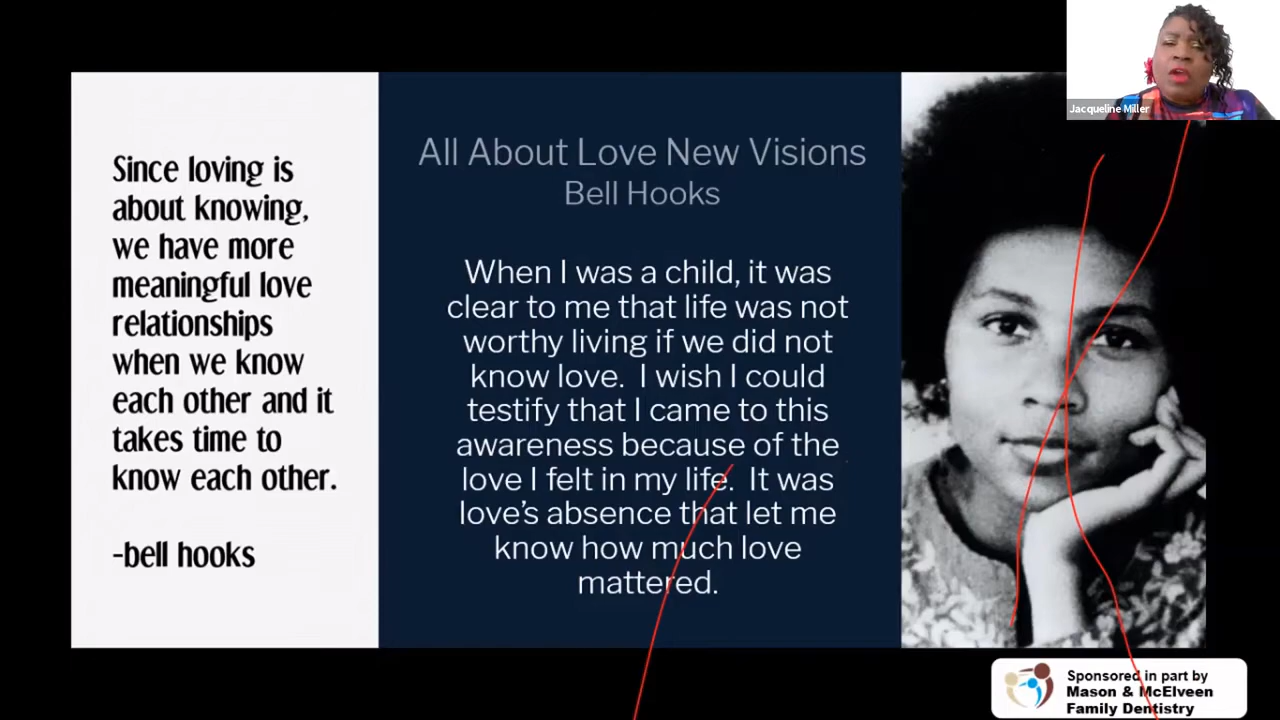 Since loving is
about knowing,
we have more
meaningful love
relationships
when we know
each other and it
takes time to
know each other.
-bell hooks
All About Love New Visions
Bell Hooks
When I was a child, it was
clear to me that life was not
worthy living if we did not
know love.  I wish I could
testify that I came to this
awareness because of the
love I felt in my life.  It was
love's absence that let me
know how much love
mattered.
Jacqueline Miller
Sponsored in part by
Mason & McElveen
Family Dentistry